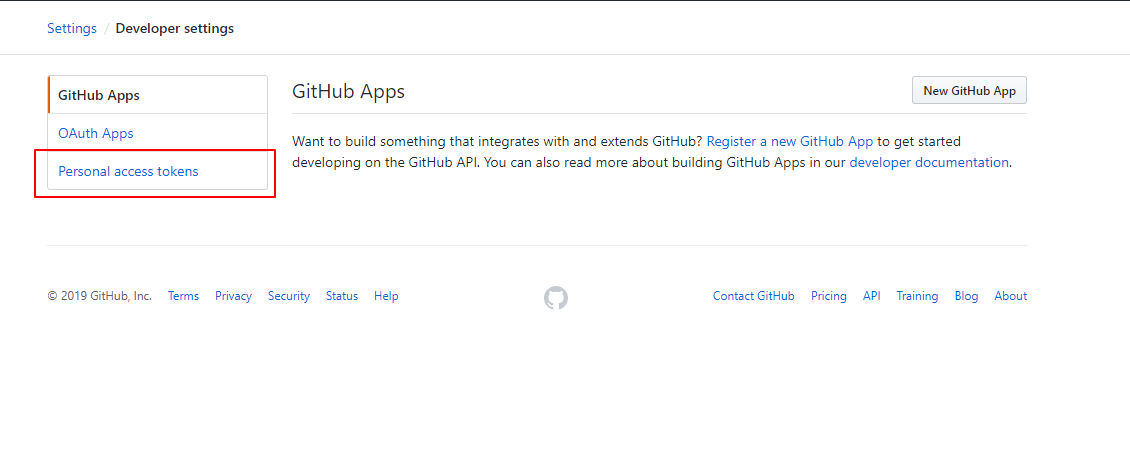 Settings / Developer settings
GitHub Apps
OAuth Apps
Personal access tokens
GitHub Apps
New GitHub App
Want to build something that integrates with and extends GitHub? Register a new GitHub App to get started
developing on the GitHub API. You can also read more about building GitHub Apps in our developer documentation.
© 2019 GitHub, Inc. Terms Privacy Security Status Help
Contact GitHub Pricing API Training Blog About